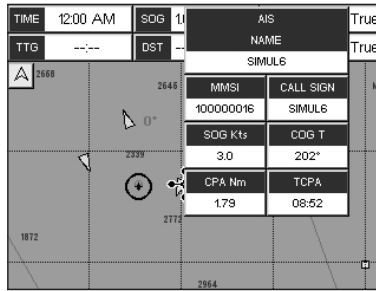 TIME 12:00 AM SOG 1. True
AIS
NAME
SIMUL6
TTG --:-- DST -- True
A 2668 2646
MMSI CALL SIGN
100000016 SIMUL6
0°
SOG Kts COG T
3.0 202°
2339
CPA Nm TCPA
1.79 08:52
2772
1872
2964